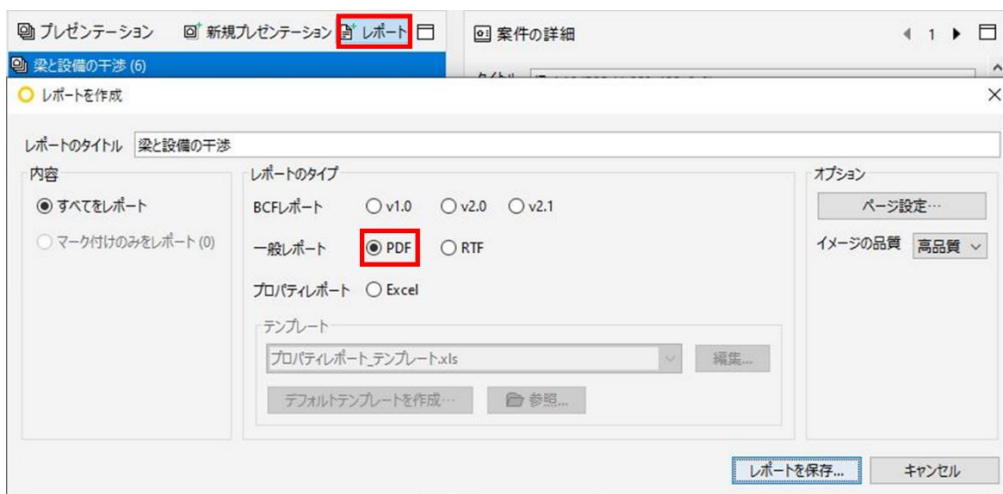 プレゼンテーション 新規プレゼンテーション レポート 案件の詳細 1
梁と設備の干渉 (6)
レポートを作成
レポートのタイトル 梁と設備の干渉
内容 レポートのタイプ オプション
すべてをレポート BCFレポート v1.0 v2.0 v2.1 ページ設定…
マーク付けのみをレポート (0) 一般レポート PDF RTF イメージの品質 高品質
プロパティレポート Excel
テンプレート
プロパティレポート_テンプレート.xls 編集...
デフォルトテンプレートを作成… 参照...
レポートを保存... キャンセル